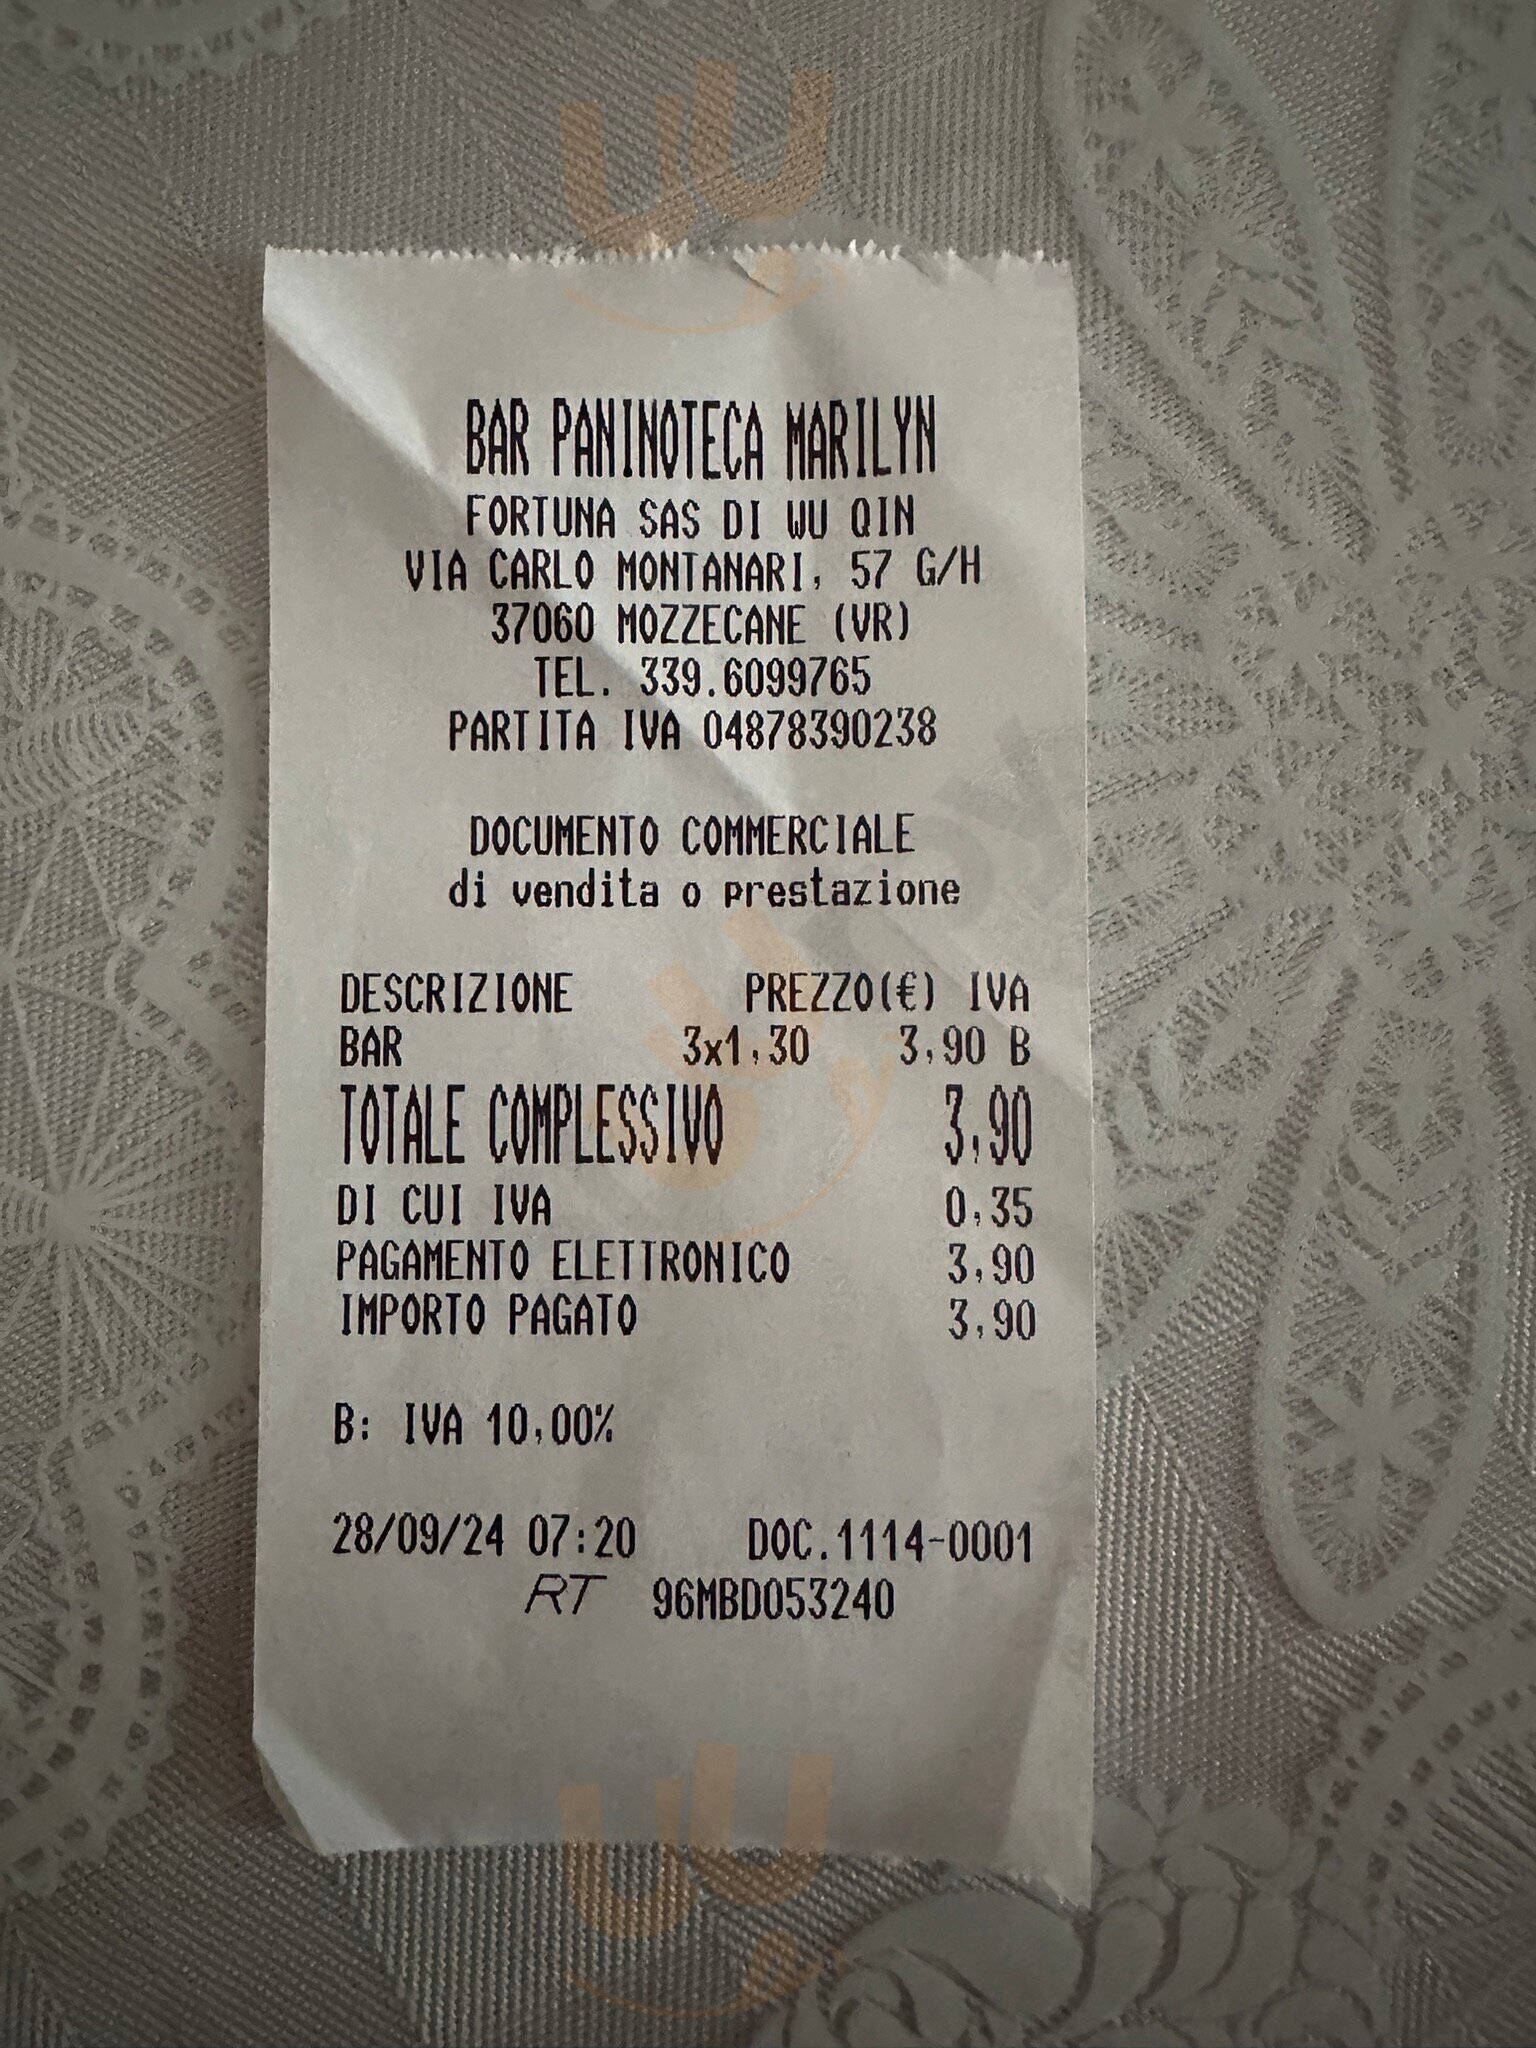 BAR PANINOTECA MARILYN
FORTUNA SAS DI WU QIN
VIA CARLO MONTANARI, 57 G/H
37060 MOZZECANE (VR)
TEL. 339.6099765
PARTITA IVA 04878390238
DOCUMENTO COMMERCIALE
di vendita o prestazione
DESCRIZIONE PREZZO(€) IVA
BAR 3x1,30 3,90 B
TOTALE COMPLESSIVO 3,90
DI CUI IVA 0,35
PAGAMENTO ELETTRONICO 3,90
IMPORTO PAGATO 3,90
B: IVA 10,00%
28/09/24 07:20 DOC.1114-0001
RT 96MBD053240